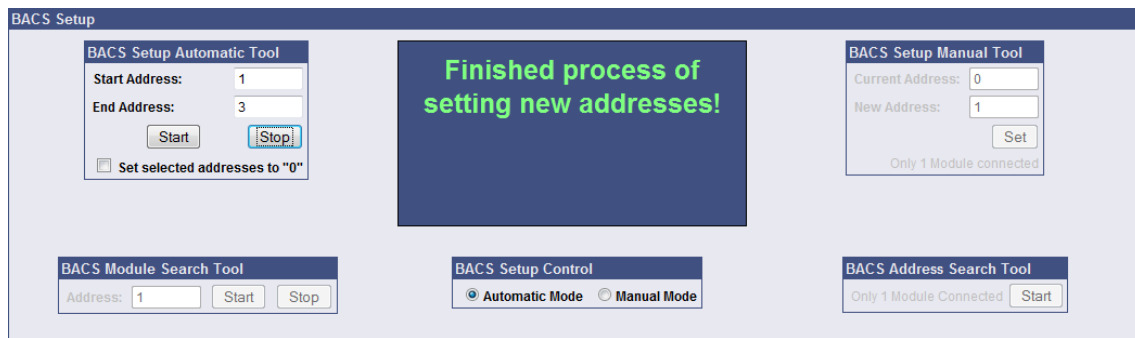 BACS Setup
BACS Setup Automatic Tool
Start Address: 1
End Address: 3
Start Stop
Set selected addresses to "0"
Finished process of
setting new addresses!
BACS Setup Manual Tool
Current Address: 0
New Address: 1
Set
Only 1 Module connected
BACS Module Search Tool
Address: 1 Start Stop
BACS Setup Control
Automatic Mode Manual Mode
BACS Address Search Tool
Only 1 Module Connected Start